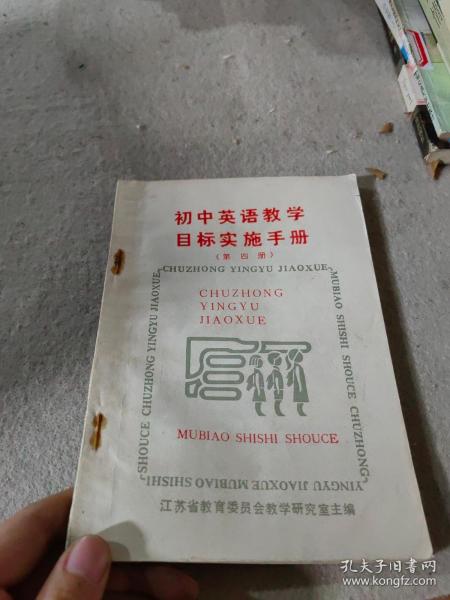 初中英语教学
目标实施手册
（第四册）
CHUZHONG YINGYU JIAOXUE
MUBIAO SHISHI SHOUCE CHUZHONG
YINGYU JIAOXUE MUBIAO SHISHI
SHOUCE CHUZHONG YINGYU JIAOXUE
CHUZHONG
YINGYU
JIAOXUE
MUBIAO SHISHI SHOUCE
江苏省教育委员会教学研究室主编
孔夫子旧书网
www.kongfz.com